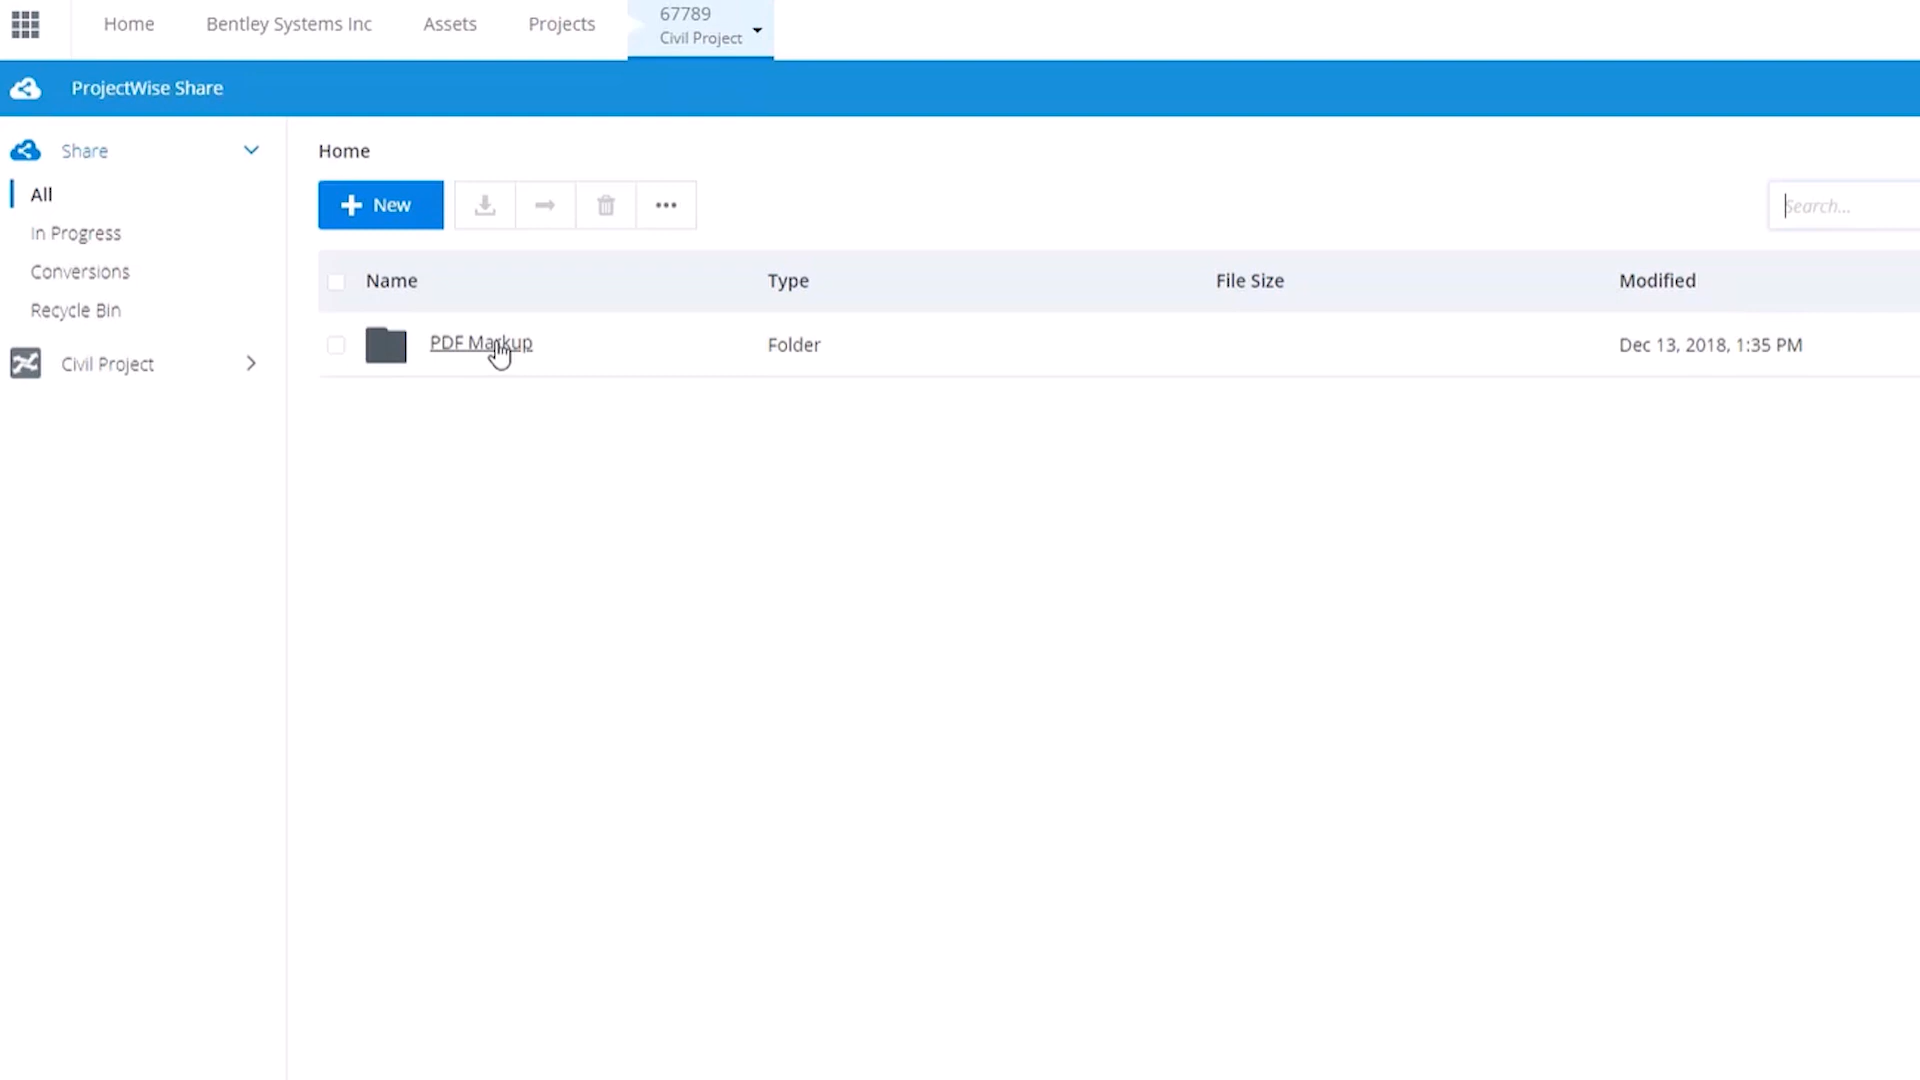 Home Bentley Systems Inc Assets Projects 67789
Civil Project
ProjectWise Share
Share
All
In Progress
Conversions
Recycle Bin
Civil Project
Home
New
Search...
Name Type File Size Modified
PDF Markup Folder Dec 13, 2018, 1:35 PM